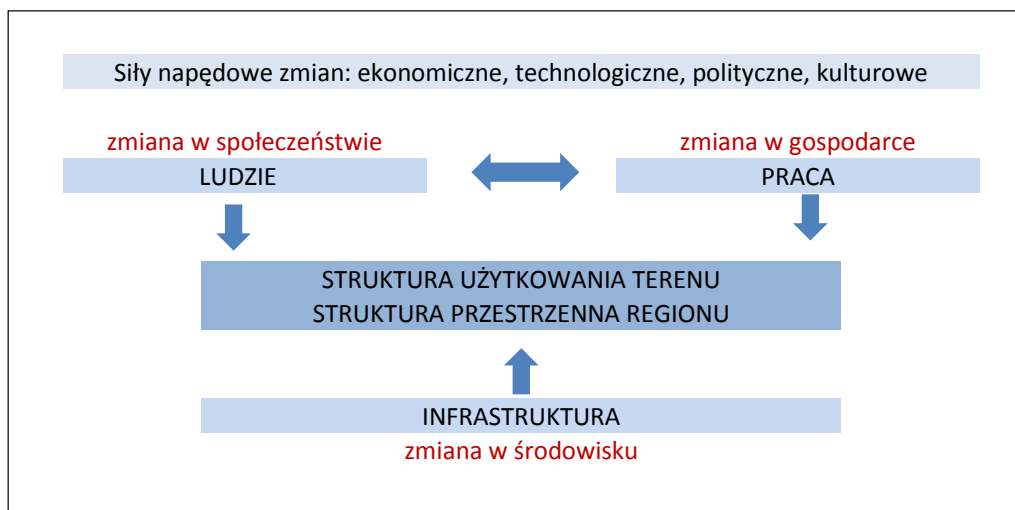 Siły napędowe zmian: ekonomiczne, technologiczne, polityczne, kulturowe
zmiana w społeczeństwie
LUDZIE
zmiana w gospodarce
PRACA
STRUKTURA UŻYTKOWANIA TERENU
STRUKTURA PRZESTRZENNA REGIONU
INFRASTRUKTURA
zmiana w środowisku